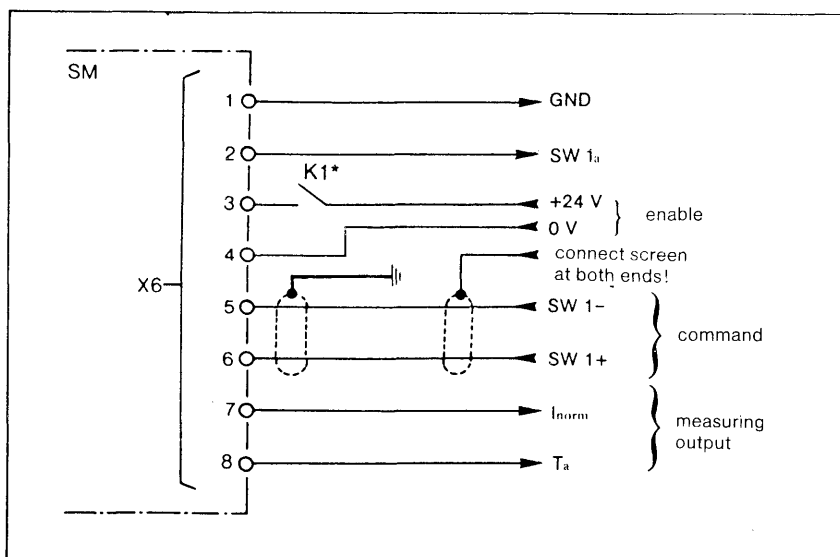 SM
1 GND
2 SW 1a
K1*
3 +24 V
0 V
enable
4
connect screen
at both ends!
X6
5 SW 1-
6 SW 1+
command
7 Inorm
8 Ta
measuring
output